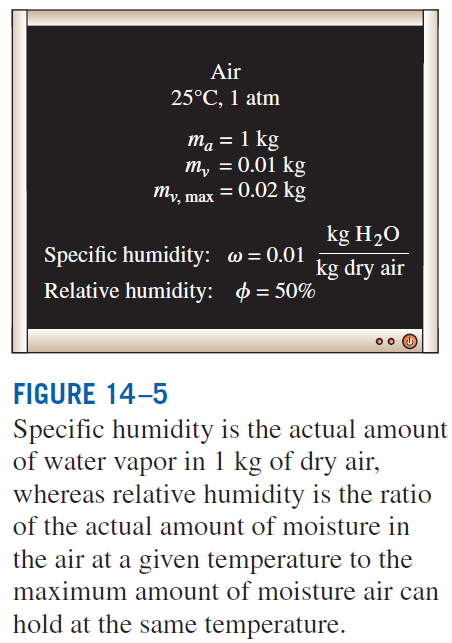 Air
25°C, 1 atm
mₐ = 1 kg
mᵥ = 0.01 kg
mᵥ, ₘₐₓ = 0.02 kg
Specific humidity: ω = 0.01 kg H₂O / kg dry air
Relative humidity: ϕ = 50%
FIGURE 14–5
Specific humidity is the actual amount
of water vapor in 1 kg of dry air,
whereas relative humidity is the ratio
of the actual amount of moisture in
the air at a given temperature to the
maximum amount of moisture air can
hold at the same temperature.